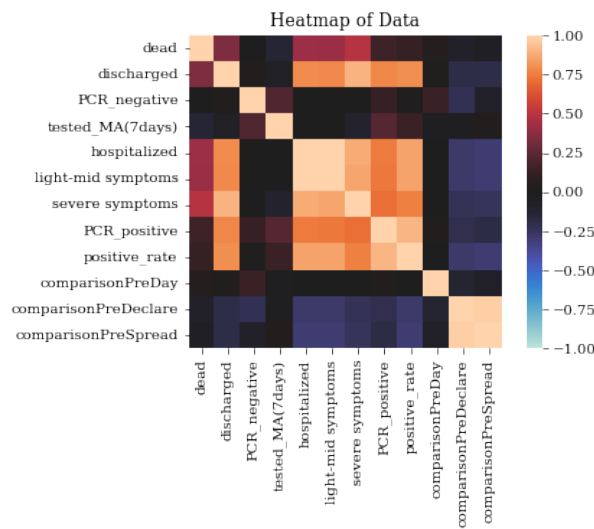 Heatmap of Data
dead
discharged
PCR_negative
tested_MA(7days)
hospitalized
light-mid symptoms
severe symptoms
PCR_positive
positive_rate
comparisonPreDay
comparisonPreDeclare
comparisonPreSpread
dead
discharged
PCR_negative
tested_MA(7days)
hospitalized
light-mid symptoms
severe symptoms
PCR_positive
positive_rate
comparisonPreDay
comparisonPreDeclare
comparisonPreSpread
1.00
0.75
0.50
0.25
0.00
−0.25
−0.50
−0.75
−1.00